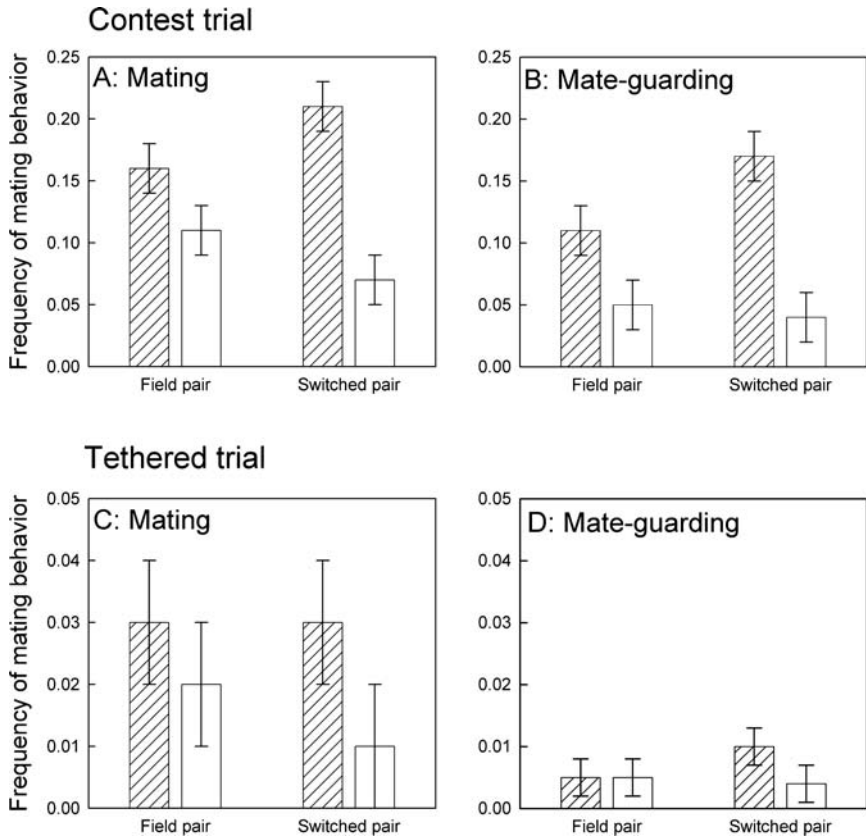 Contest trial
Frequency of mating behavior
0.25
0.20
0.15
0.10
0.05
0.00
A: Mating
Field pair
Switched pair
0.25
0.20
0.15
0.10
0.05
0.00
B: Mate-guarding
Field pair
Switched pair
Tethered trial
Frequency of mating behavior
0.05
0.04
0.03
0.02
0.01
0.00
C: Mating
Field pair
Switched pair
0.05
0.04
0.03
0.02
0.01
0.00
D: Mate-guarding
Field pair
Switched pair